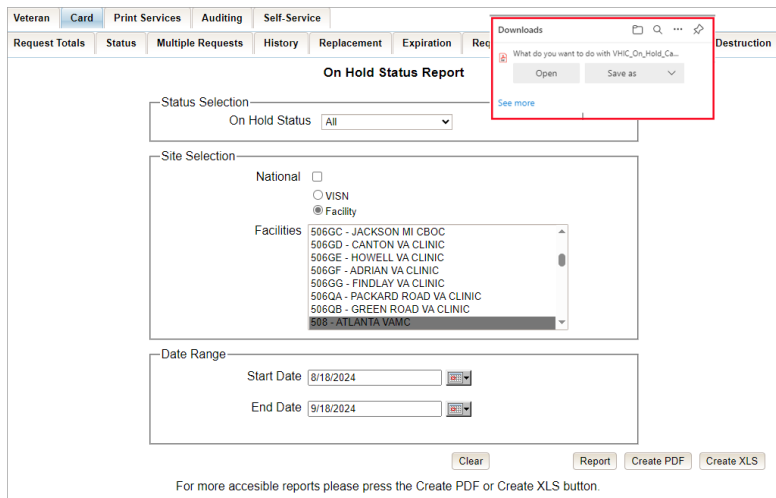 Veteran Card Print Services Auditing Self-Service
Request Totals Status Multiple Requests History Replacement Expiration Req Destruction
Downloads
What do you want to do with VHIC_On_Hold_Ca...
Open Save as
See more
On Hold Status Report
Status Selection
On Hold Status All
Site Selection
National
VISN
Facility
Facilities
506GC - JACKSON MI CBOC
506GD - CANTON VA CLINIC
506GE - HOWELL VA CLINIC
506GF - ADRIAN VA CLINIC
506GG - FINDLAY VA CLINIC
506QA - PACKARD ROAD VA CLINIC
506QB - GREEN ROAD VA CLINIC
508 - ATLANTA VAMC
Date Range
Start Date 8/18/2024
End Date 9/18/2024
Clear Report Create PDF Create XLS
For more accesible reports please press the Create PDF or Create XLS button.